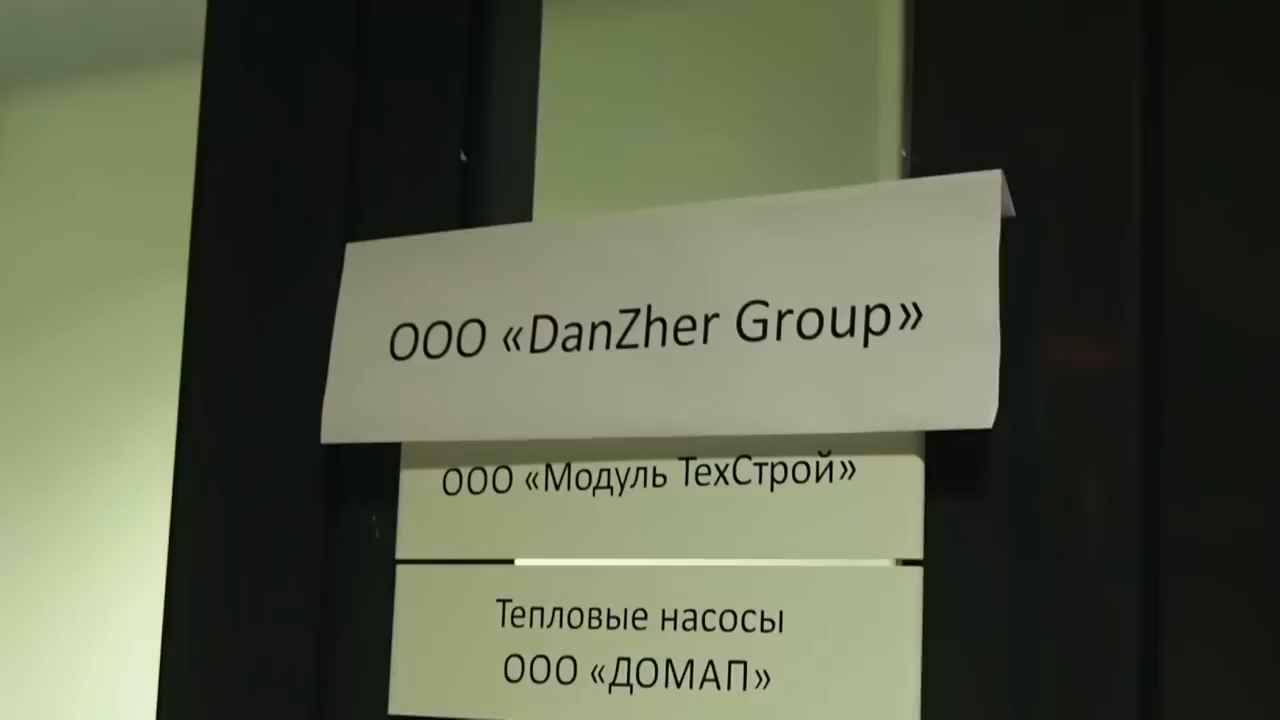 ООО «DanZher Group»
ООО «Модуль ТехСтрой»
Тепловые насосы
ООО «ДОМАП»